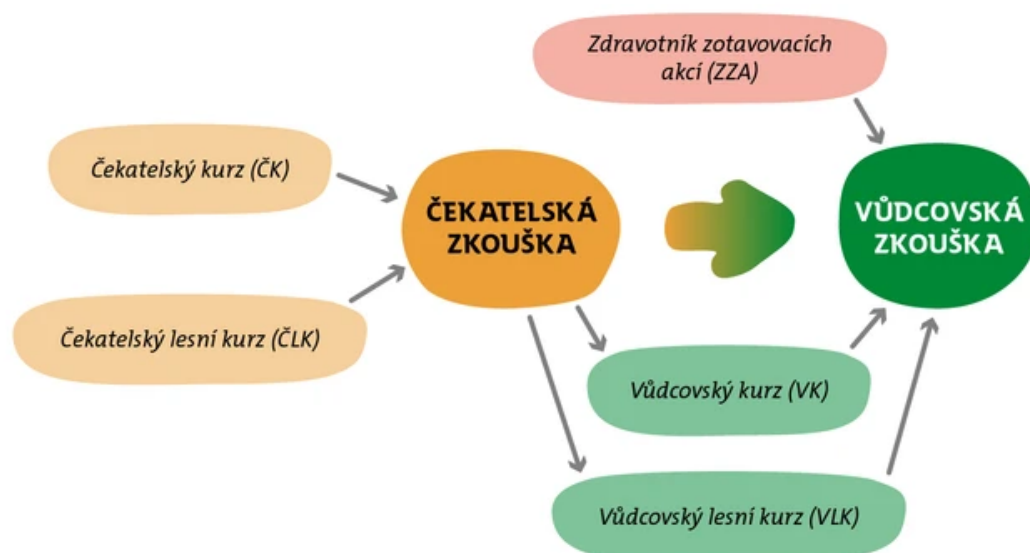 Zdravotník zotavovacích
akcí (ZZA)
Čekatelský kurz (ČK)
ČEKATELSKÁ
ZKOUŠKA
VŮDCOVSKÁ
ZKOUŠKA
Čekatelský lesní kurz (ČLK)
Vůdcovský kurz (VK)
Vůdcovský lesní kurz (VLK)